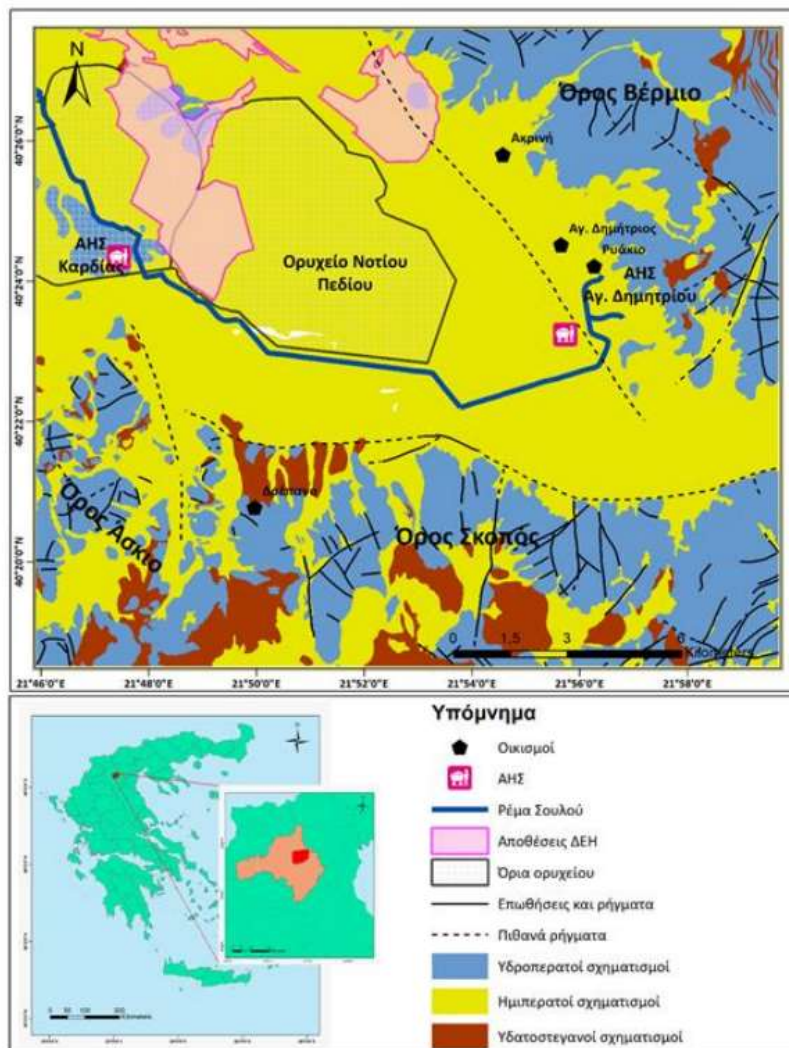 N
Όρος Βέρμιο
Ακρινή
Αγ. Δημήτριος
Ρυάκιο
ΑΗΣ
Καρδίας
ΑΗΣ
Αγ. Δημητρίου
Ορυχείο Νοτίου
Πεδίου
Δρέπανο
Όρος Άσκιο
Όρος Σκοπός
0 1,5 3 6
Kilometers
40°26'0"N
40°24'0"N
40°22'0"N
40°20'0"N
21°46'0"E 21°48'0"E 21°50'0"E 21°52'0"E 21°54'0"E 21°56'0"E 21°58'0"E
Υπόμνημα
Οικισμοί
ΑΗΣ
Ρέμα Σουλού
Αποθέσεις ΔΕΗ
Όρια ορυχείου
Επωθήσεις και ρήγματα
Πιθανά ρήγματα
Υδροπερατοί σχηματισμοί
Ημιπερατοί σχηματισμοί
Υδατοστεγανοί σχηματισμοί